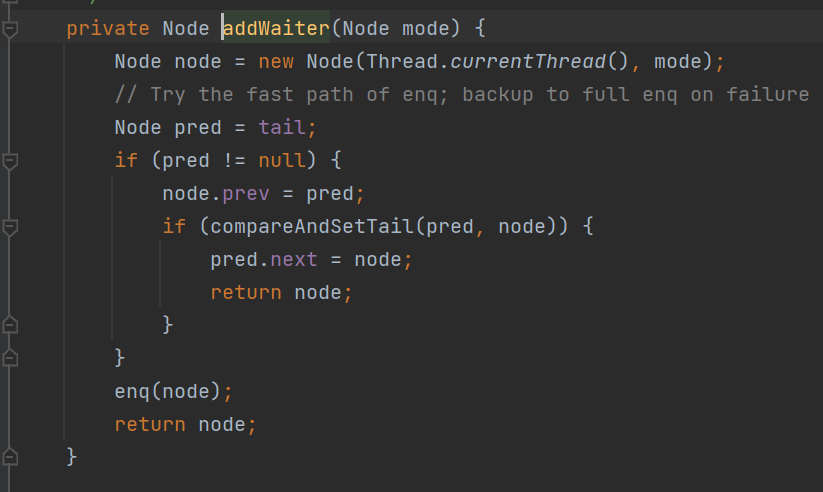 private Node addWaiter(Node mode) {
Node node = new Node(Thread.currentThread(), mode);
// Try the fast path of enq; backup to full enq on failure
Node pred = tail;
if (pred != null) {
node.prev = pred;
if (compareAndSetTail(pred, node)) {
pred.next = node;
return node;
}
}
enq(node);
return node;
}